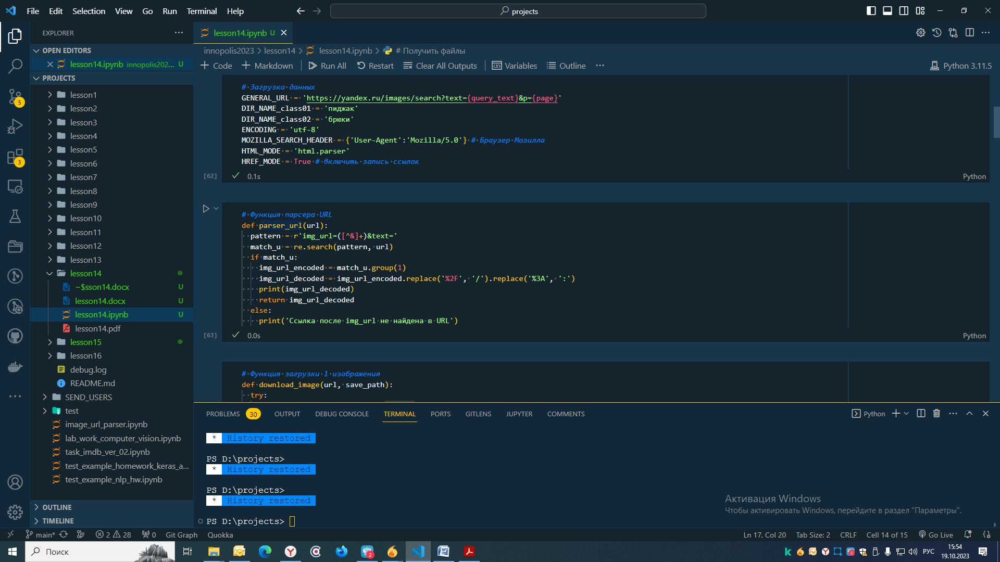 File Edit Selection View Go Run Terminal Help
projects
EXPLORER
OPEN EDITORS
lesson14.ipynb innopolis202... U
PROJECTS
lesson1
lesson2
lesson3
lesson4
lesson5
lesson6
lesson7
lesson8
lesson9
lesson10
lesson11
lesson12
lesson13
lesson14
~$sson14.docx U
lesson14.docx U
lesson14.ipynb U
lesson14.pdf
lesson15
lesson16
debug.log
README.md
SEND_USERS
test
image_url_parser.ipynb
lab_work_computer_vision.ipynb
task_imdb_ver_02.ipynb
test_example_homework_keras_a...
test_example_nlp_hw.ipynb
OUTLINE
TIMELINE
5
3
lesson14.ipynb U
innopolis2023 > lesson14 > lesson14.ipynb > # Получить файлы
+ Code + Markdown Run All Restart Clear All Outputs Variables Outline ...
Python 3.11.5
# Загрузка данных
GENERAL_URL = 'https://yandex.ru/images/search?text={query_text}&p={page}'
DIR_NAME_class01 = 'пиджак'
DIR_NAME_class02 = 'брюки'
ENCODING = 'utf-8'
MOZILLA_SEARCH_HEADER = {'User-Agent':'Mozilla/5.0'} # Браузер Мозилла
HTML_MODE = 'html.parser'
HREF_MODE = True # включить запись ссылок
[62] 0.1s Python
# Функция парсера URL
def parser_url(url):
pattern = r'img_url=([^&]+)&text='
match_u = re.search(pattern, url)
if match_u:
img_url_encoded = match_u.group(1)
img_url_decoded = img_url_encoded.replace('%2F', '/').replace('%3A', ':')
print(img_url_decoded)
return img_url_decoded
else:
print('Ссылка после img_url не найдена в URL')
[63] 0.0s Python
# Функция загрузки 1 изображения
def download_image(url, save_path):
try:
PROBLEMS 30 OUTPUT DEBUG CONSOLE TERMINAL PORTS GITLENS JUPYTER COMMENTS
Python
* History restored
PS D:\projects>
* History restored
PS D:\projects>
* History restored
PS D:\projects>
Активация Windows
Чтобы активировать Windows, перейдите в раздел "Параметры".
main* 2 28 0 Git Graph Quokka
Ln 17, Col 20 Tab Size: 2 CRLF Cell 14 of 15 Go Live
Поиск
2
РУС
15:54
19.10.2023